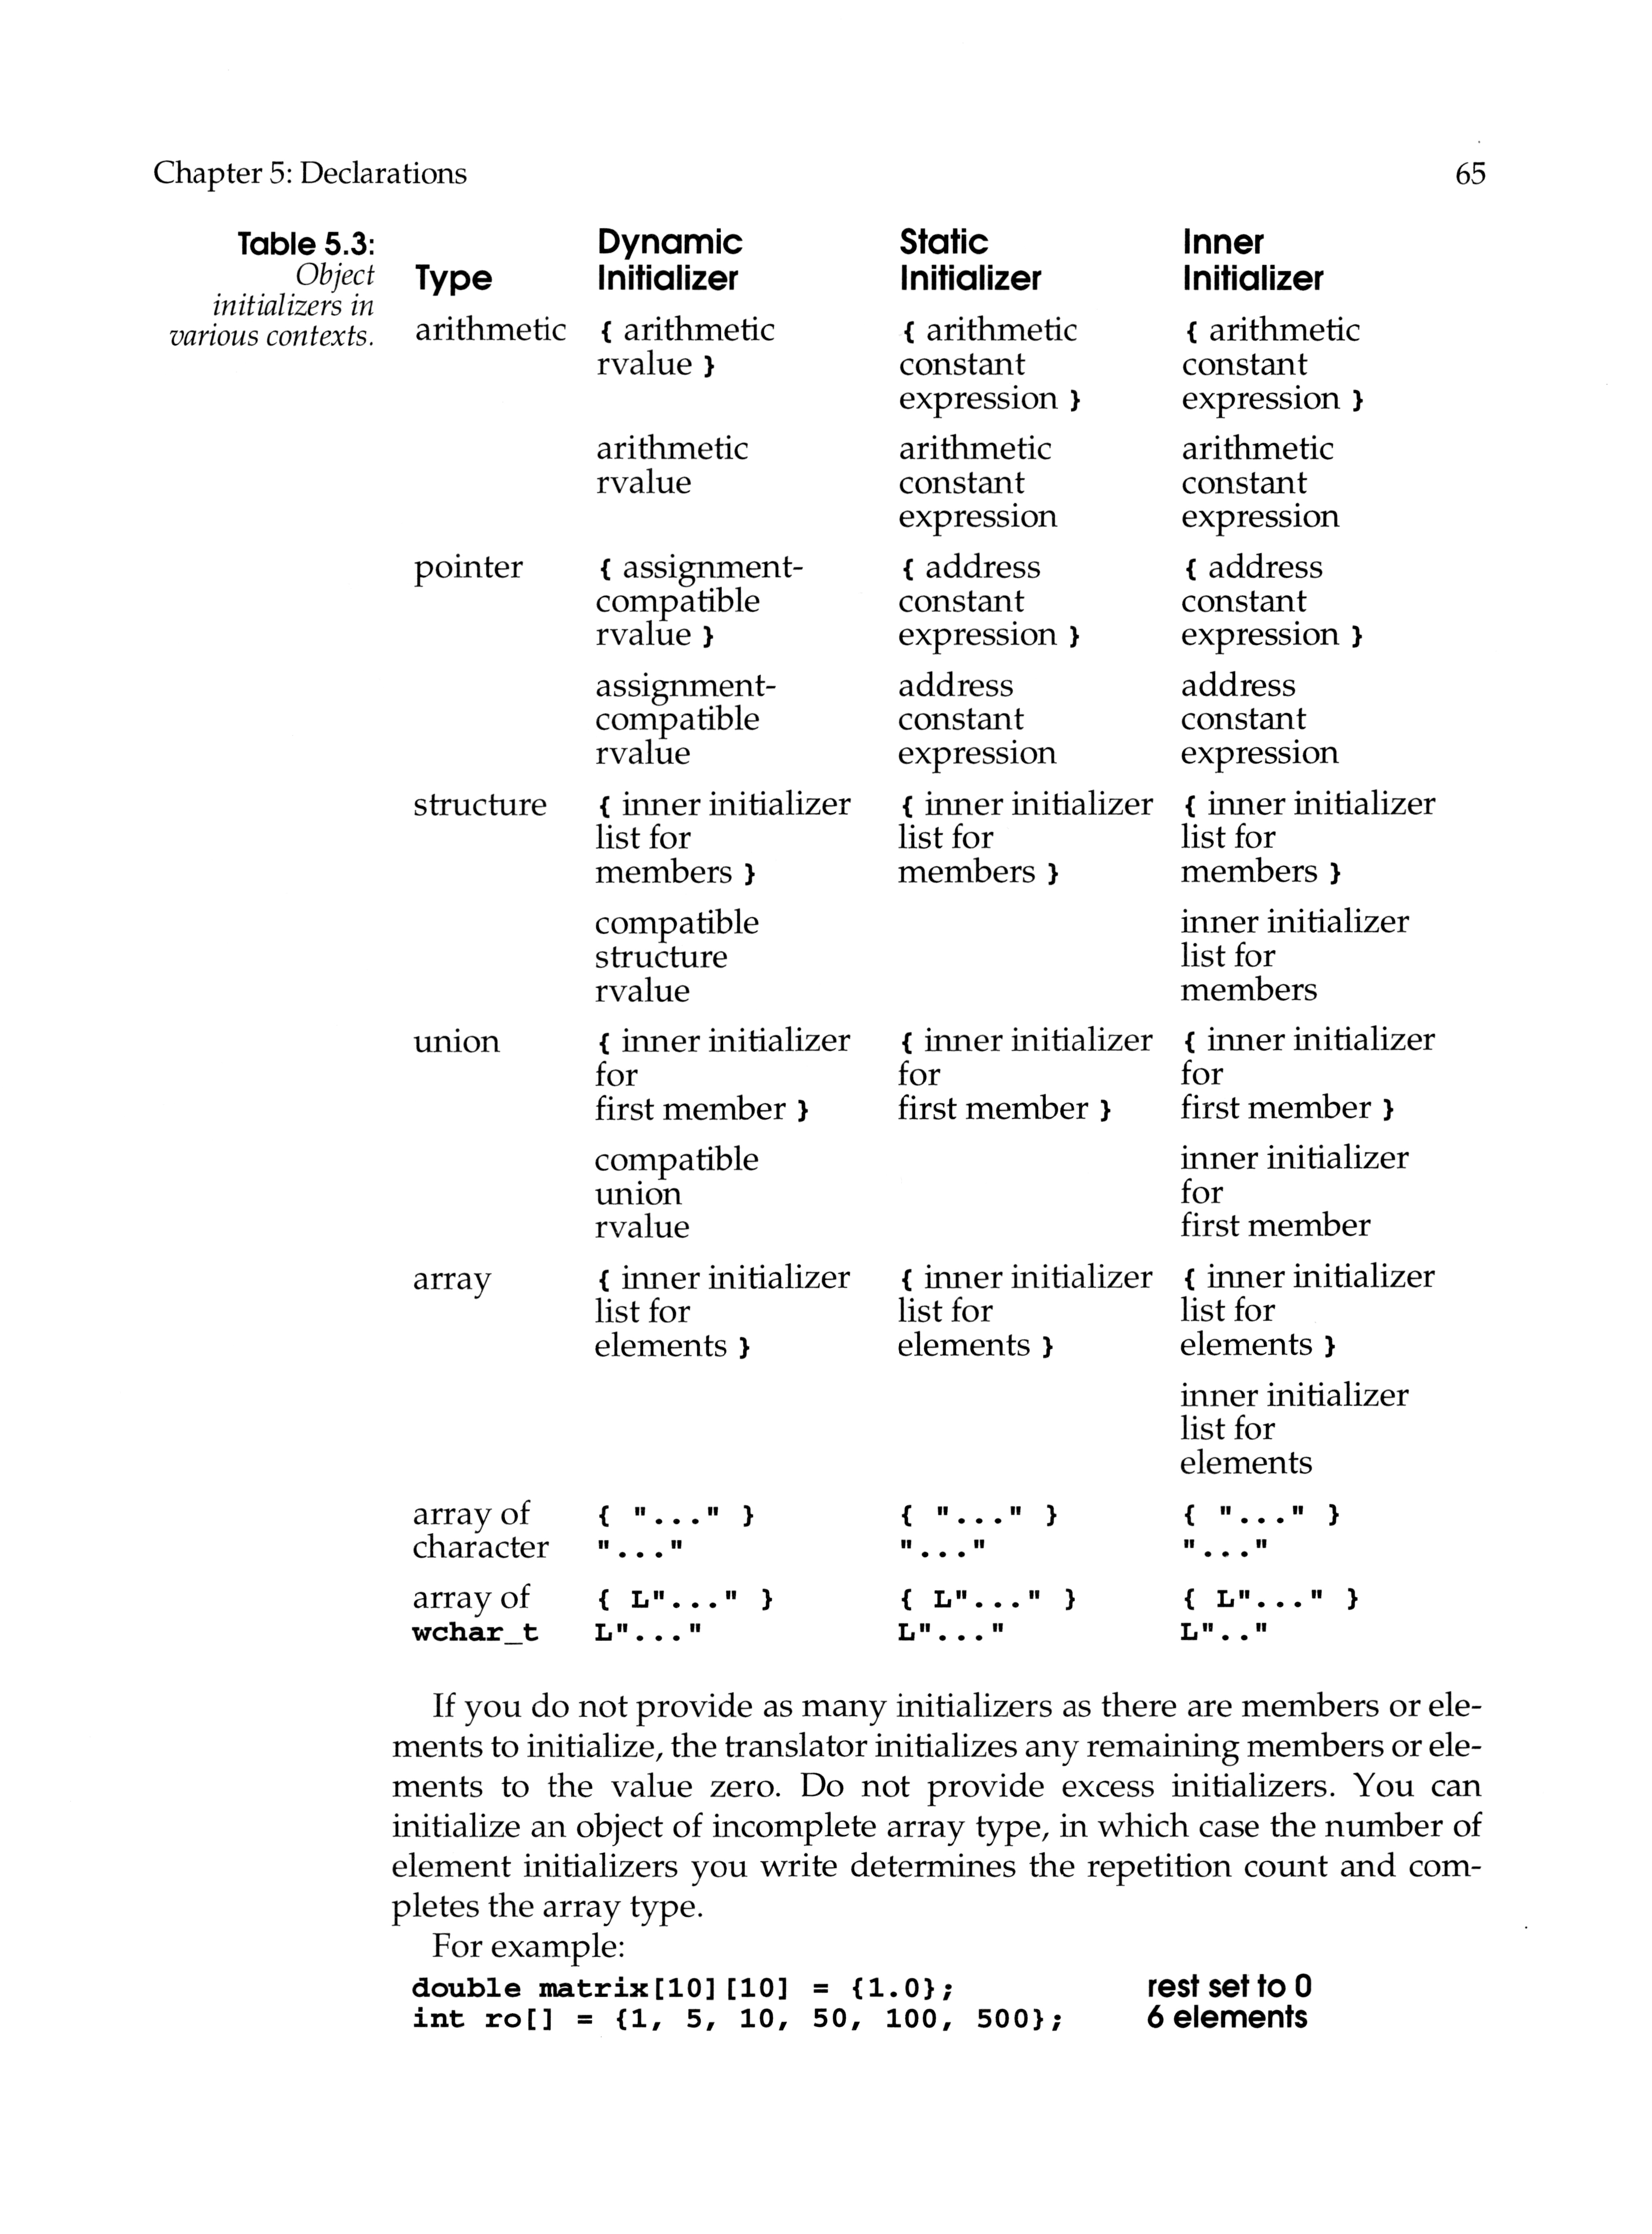 Chapter 5: Declarations 65
Table 5.3:
Object
initializers in
various contexts.
Type Dynamic Initializer Static Initializer Inner Initializer
arithmetic { arithmetic { arithmetic { arithmetic
rvalue } constant constant
expression } expression }
arithmetic arithmetic arithmetic
rvalue constant constant
expression expression
pointer { assignment- { address { address
compatible constant constant
rvalue } expression } expression }
assignment- address address
compatible constant constant
rvalue expression expression
structure { inner initializer { inner initializer { inner initializer
list for list for list for
members } members } members }
compatible inner initializer
structure list for
rvalue members
union { inner initializer { inner initializer { inner initializer
for for for
first member } first member } first member }
compatible inner initializer
union for
rvalue first member
array { inner initializer { inner initializer { inner initializer
list for list for list for
elements } elements } elements }
inner initializer
list for
elements
array of { "..." } { "..." } { "..." }
character "..." "..." "..."
array of { L"..." } { L"..." } { L"..." }
wchar_t L"..." L"..." L".."
If you do not provide as many initializers as there are members or ele-
ments to initialize, the translator initializes any remaining members or ele-
ments to the value zero. Do not provide excess initializers. You can
initialize an object of incomplete array type, in which case the number of
element initializers you write determines the repetition count and com-
pletes the array type.
For example:
double matrix[10][10] = {1.0}; rest set to 0
int ro[] = {1, 5, 10, 50, 100, 500}; 6 elements